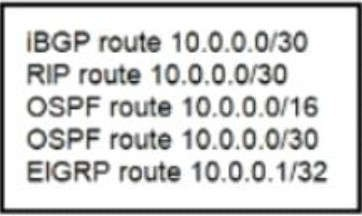 iBGP route 10.0.0.0/30
RIP route 10.0.0.0/30
OSPF route 10.0.0.0/16
OSPF route 10.0.0.0/30
EIGRP route 10.0.0.1/32